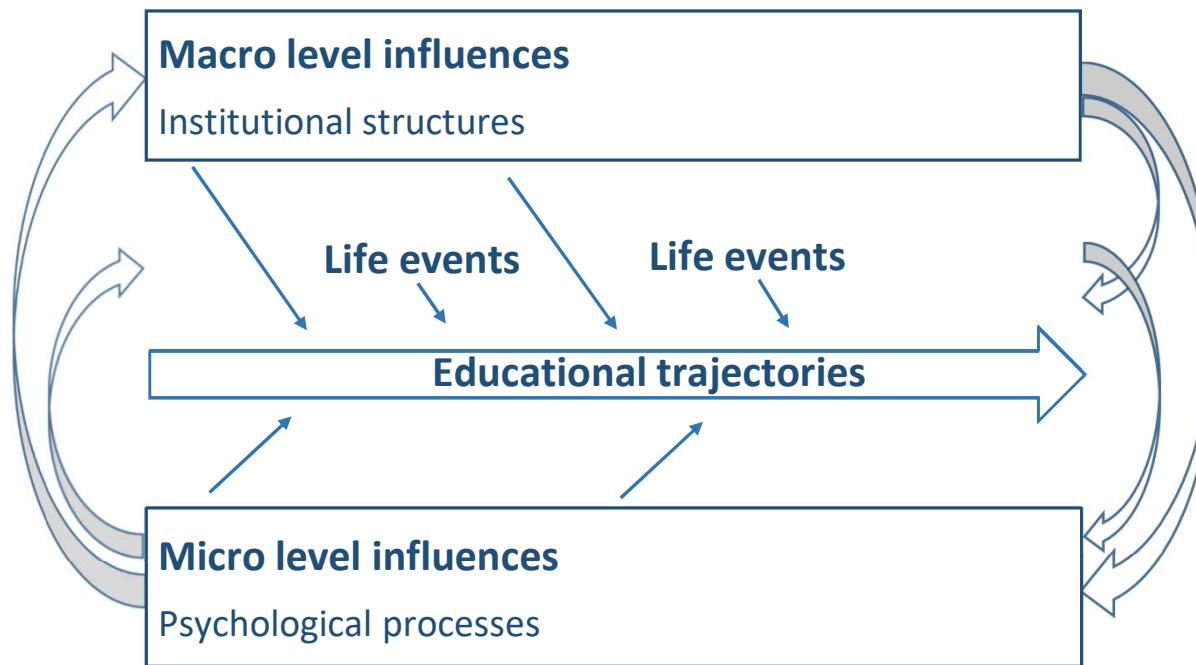 Macro level influences
Institutional structures
Life events
Life events
Educational trajectories
Micro level influences
Psychological processes